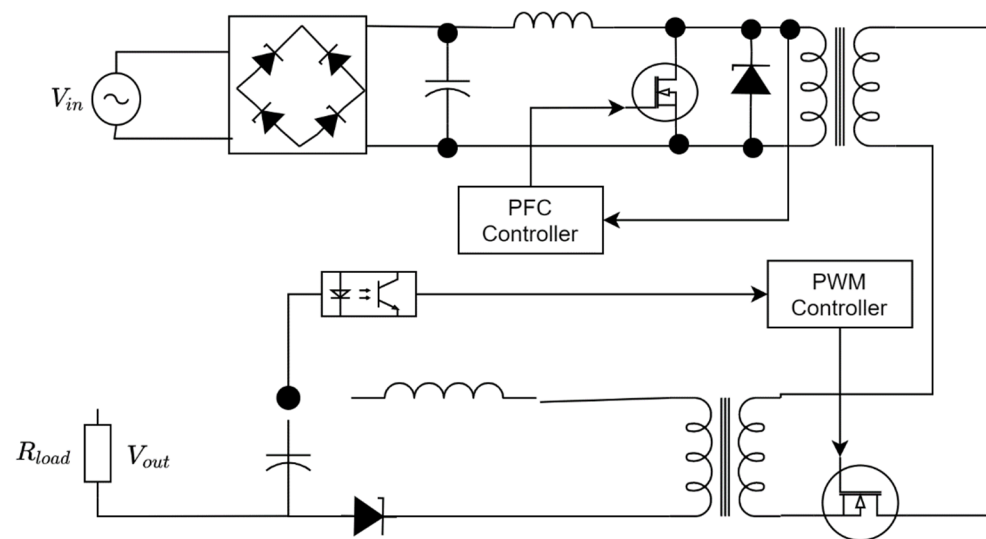 V_in
PFC
Controller
PWM
Controller
R_load
V_out